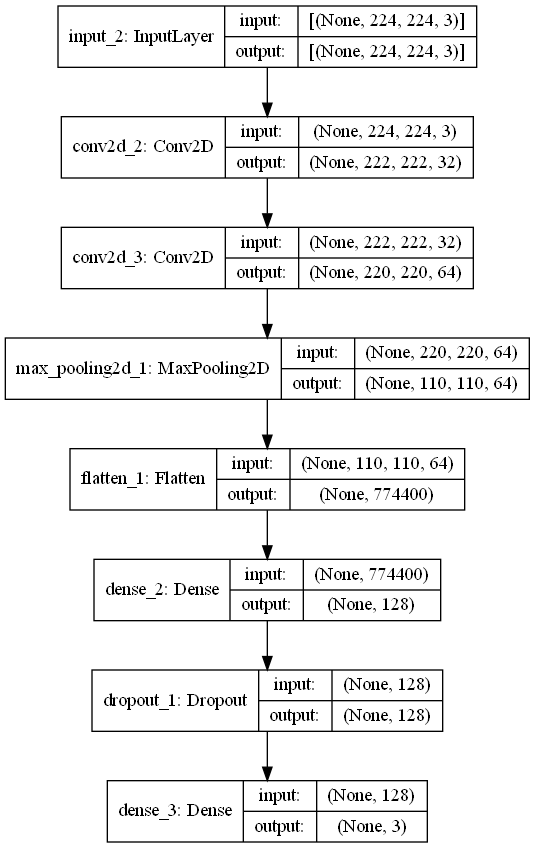 input_2: InputLayer
input: [(None, 224, 224, 3)]
output: [(None, 224, 224, 3)]
conv2d_2: Conv2D
input: (None, 224, 224, 3)
output: (None, 222, 222, 32)
conv2d_3: Conv2D
input: (None, 222, 222, 32)
output: (None, 220, 220, 64)
max_pooling2d_1: MaxPooling2D
input: (None, 220, 220, 64)
output: (None, 110, 110, 64)
flatten_1: Flatten
input: (None, 110, 110, 64)
output: (None, 774400)
dense_2: Dense
input: (None, 774400)
output: (None, 128)
dropout_1: Dropout
input: (None, 128)
output: (None, 128)
dense_3: Dense
input: (None, 128)
output: (None, 3)